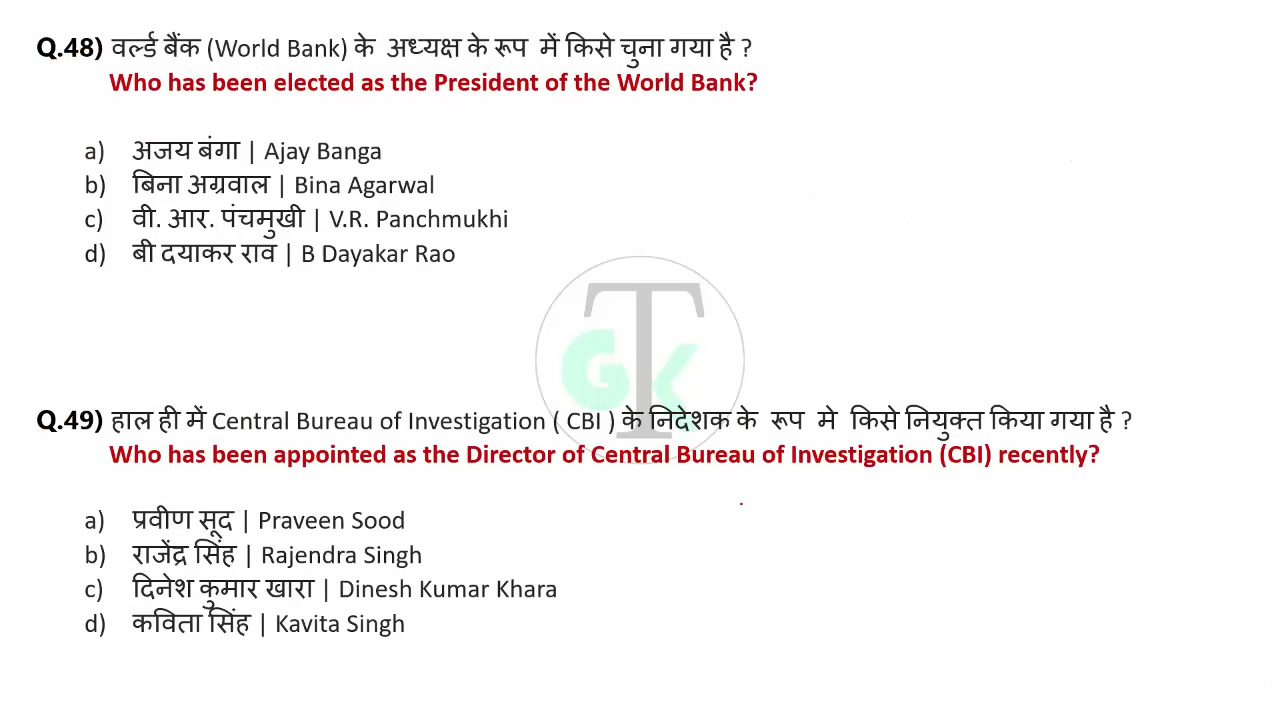 Q.48) वर्ल्ड बैंक (World Bank) के अध्यक्ष के रूप में किसे चुना गया है ?
Who has been elected as the President of the World Bank?
a) अजय बंगा | Ajay Banga
b) बिना अग्रवाल | Bina Agarwal
c) वी. आर. पंचमुखी | V.R. Panchmukhi
d) बी दयाकर राव | B Dayakar Rao
T
GK
Q.49) हाल ही में Central Bureau of Investigation ( CBI ) के निदेशक के रूप मे किसे नियुक्त किया गया है ?
Who has been appointed as the Director of Central Bureau of Investigation (CBI) recently?
a) प्रवीण सूद | Praveen Sood
b) राजेंद्र सिंह | Rajendra Singh
c) दिनेश कुमार खारा | Dinesh Kumar Khara
d) कविता सिंह | Kavita Singh